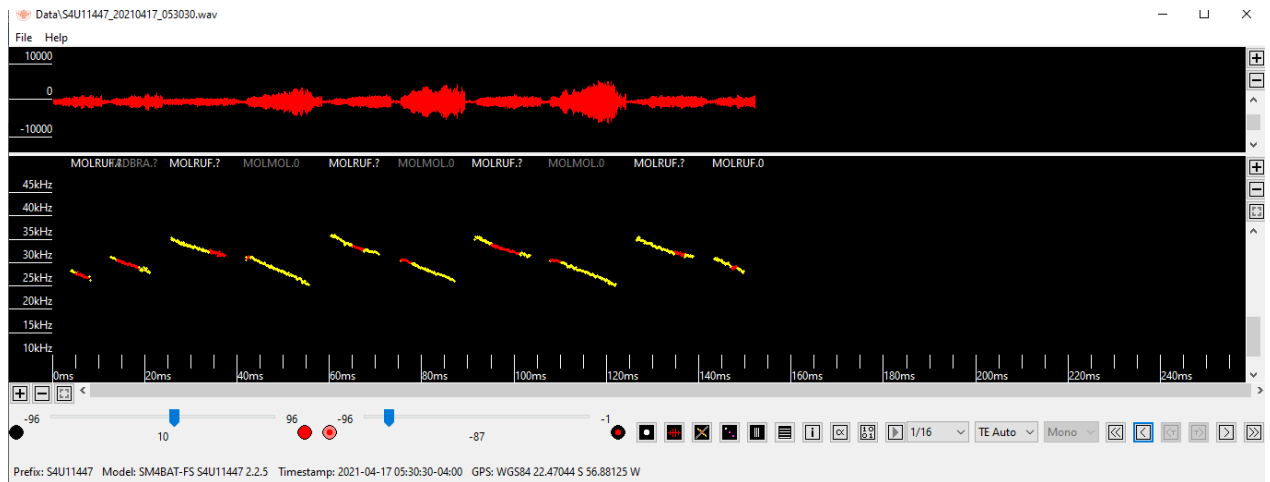 Data\S4U11447_20210417_053030.wav
File Help
10000
0
-10000
MOLRUF.? MOLRUF.? MOLMOL.0 MOLRUF.? MOLMOL.0 MOLRUF.? MOLMOL.0 MOLRUF.? MOLRUF.0
45kHz
40kHz
35kHz
30kHz
25kHz
20kHz
15kHz
10kHz
0ms 20ms 40ms 60ms 80ms 100ms 120ms 140ms 160ms 180ms 200ms 220ms 240ms
-96 96 -96 -1
10 -87
1/16 TE Auto Mono
Prefix: S4U11447 Model: SM4BAT-FS S4U11447 2.2.5 Timestamp: 2021-04-17 05:30:30-04:00 GPS: WGS84 22.47044 S 56.88125 W